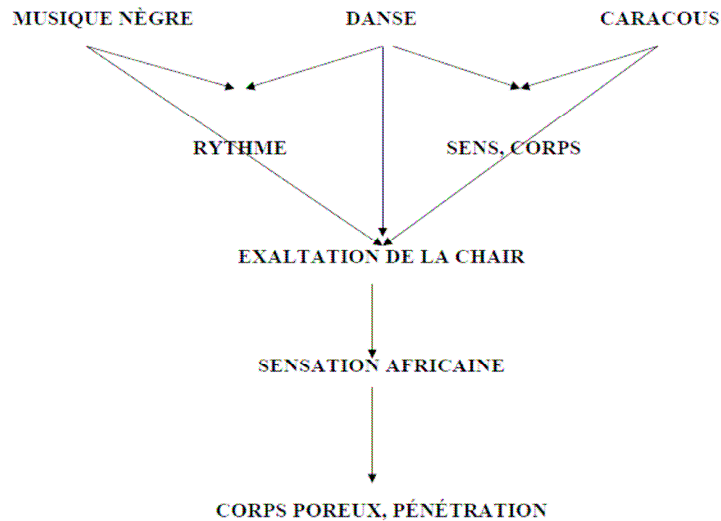 MUSIQUE NÈGRE DANSE CARACOUS
RYTHME SENS, CORPS
EXALTATION DE LA CHAIR
SENSATION AFRICAINE
CORPS POREUX, PÉNÉTRATION